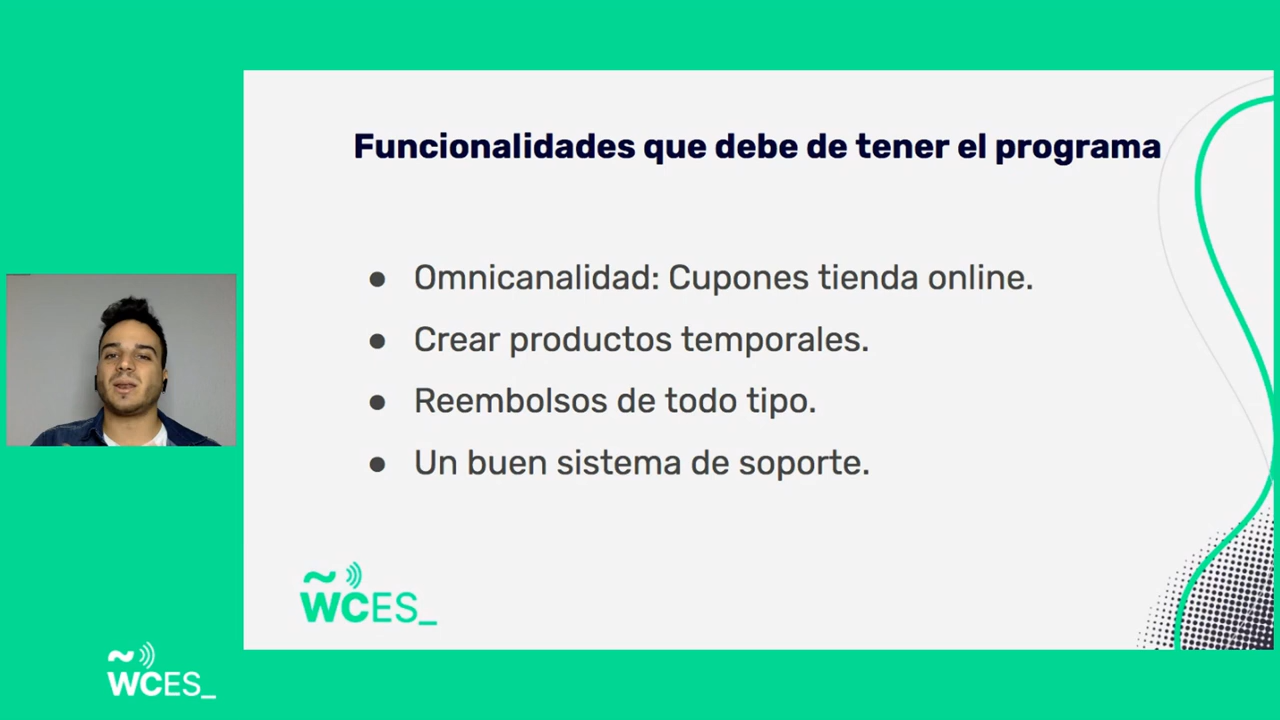 Funcionalidades que debe de tener el programa
● Omnicanalidad: Cupones tienda online.
● Crear productos temporales.
● Reembolsos de todo tipo.
● Un buen sistema de soporte.
~
WCES_
~
WCES_